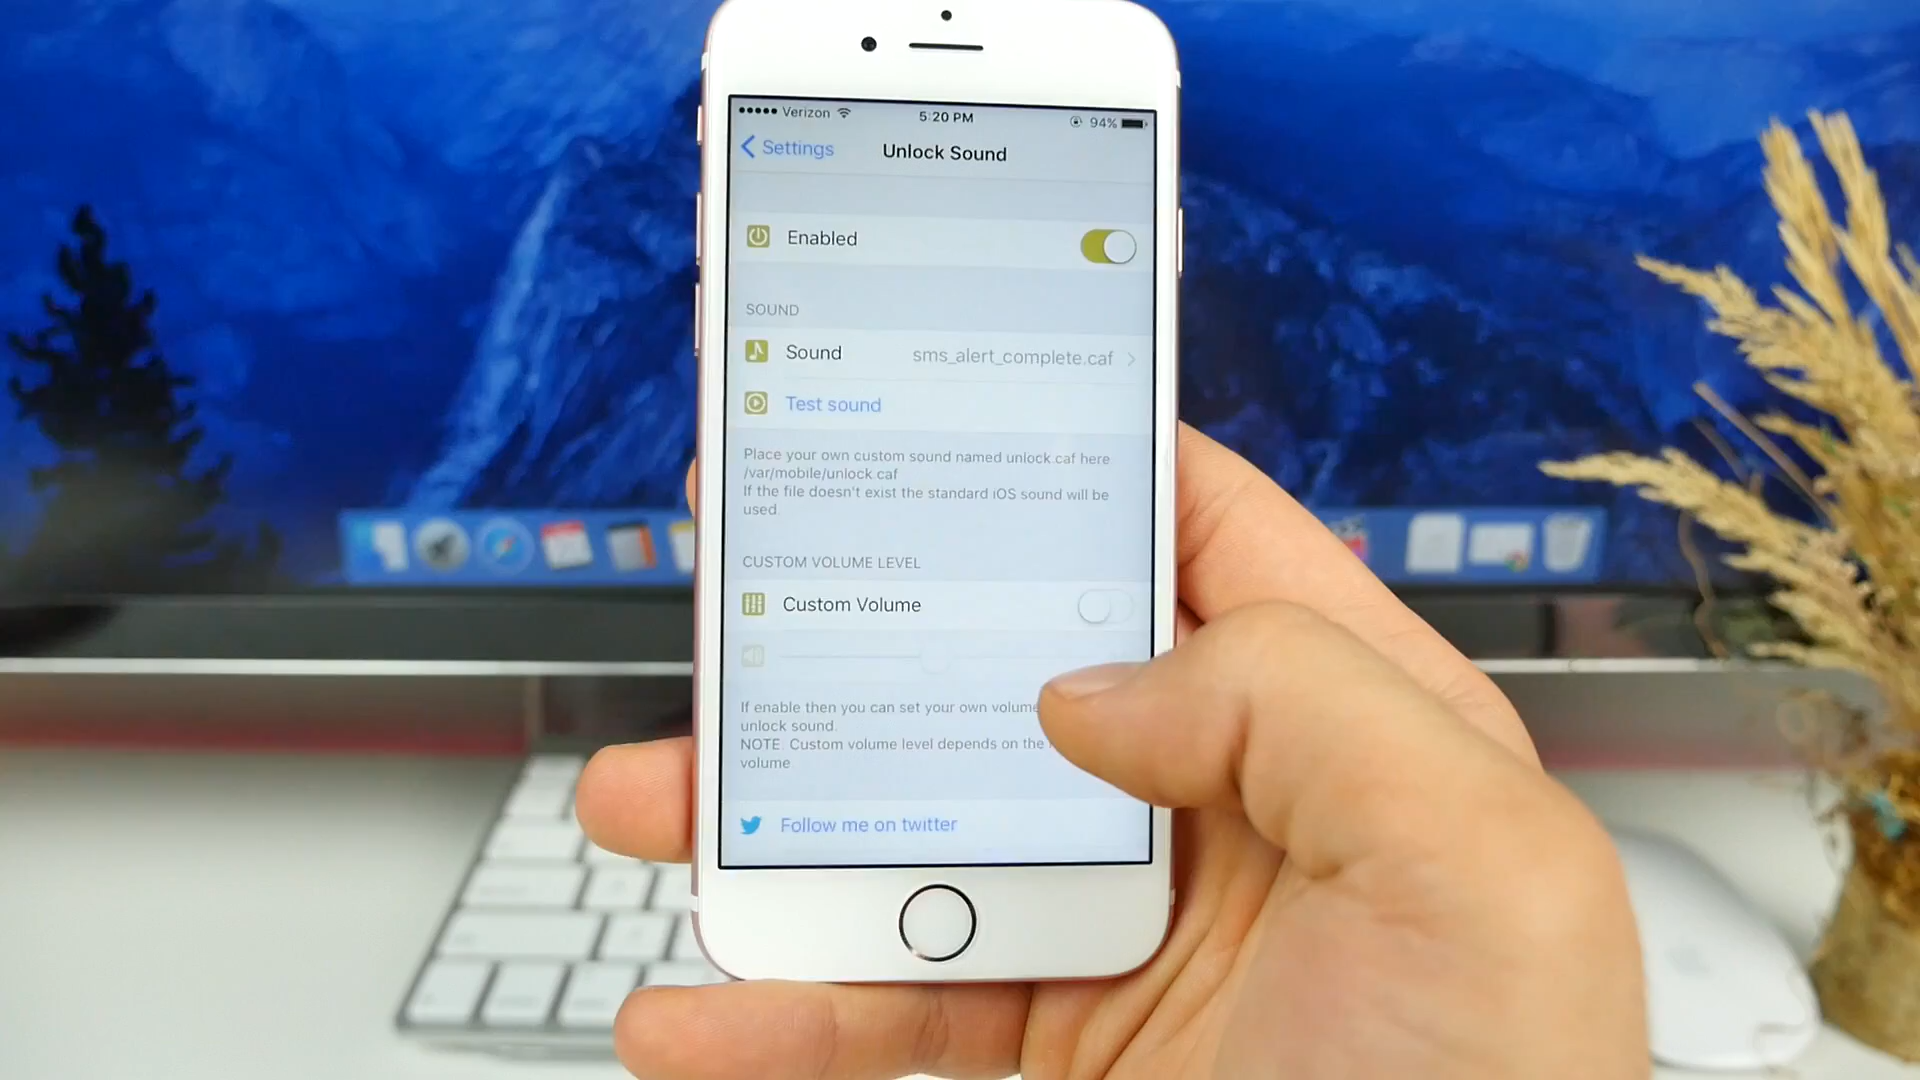 Verizon 5:20 PM 94%
Settings Unlock Sound
Enabled
SOUND
Sound sms_alert_complete.caf
Test sound
Place your own custom sound named unlock.caf here
/var/mobile/unlock.caf
If the file doesn't exist the standard iOS sound will be
used.
CUSTOM VOLUME LEVEL
Custom Volume
If enable then you can set your own volume
unlock sound.
NOTE. Custom volume level depends on the
volume
Follow me on twitter